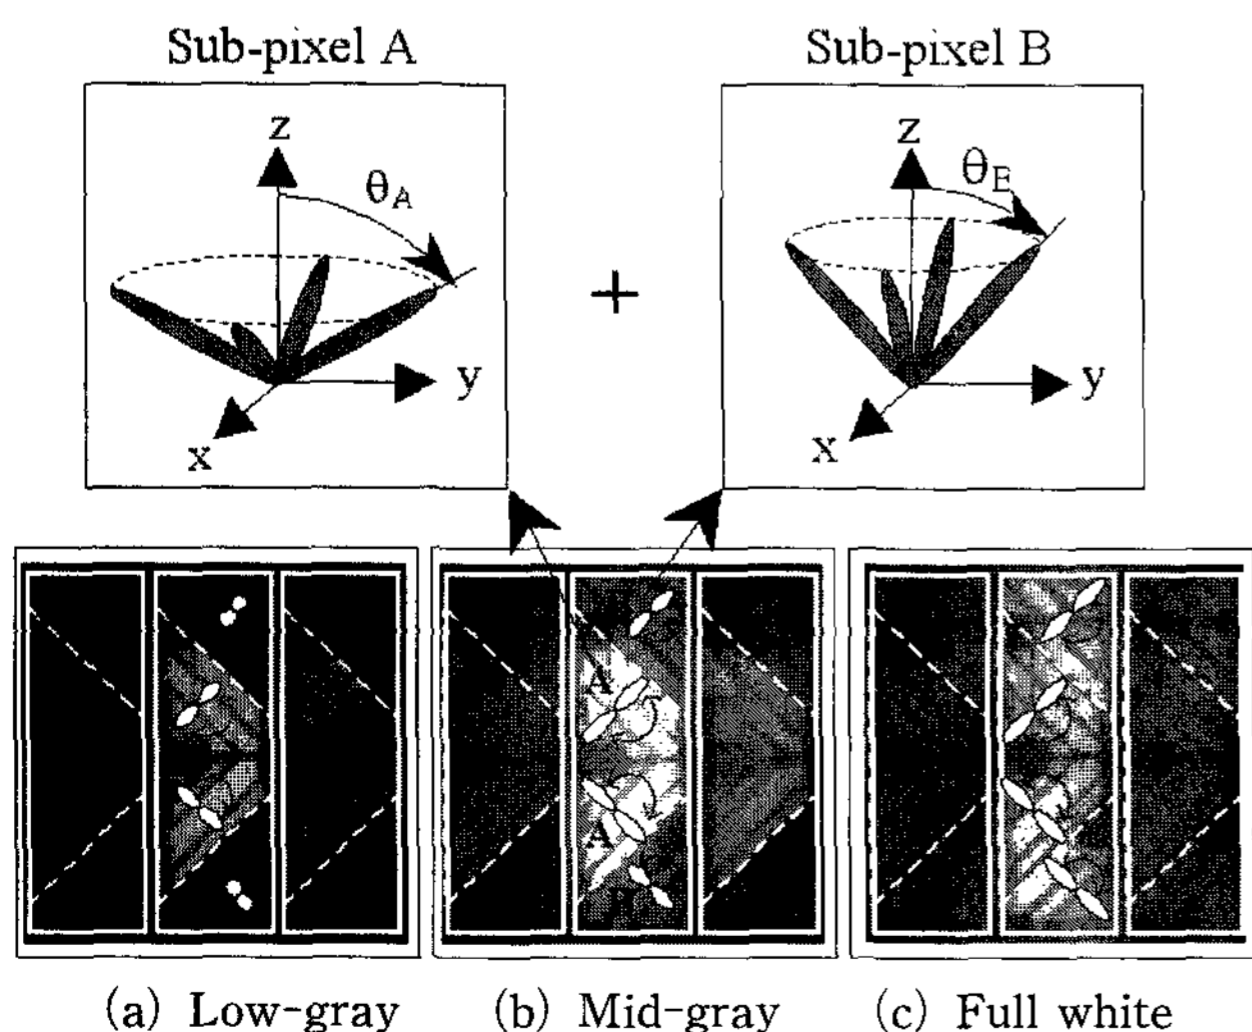 Sub-pixel A
Sub-pixel B
z
θA
y
x
+
z
θB
y
x
A
A
(a) Low-gray
(b) Mid-gray
(c) Full white